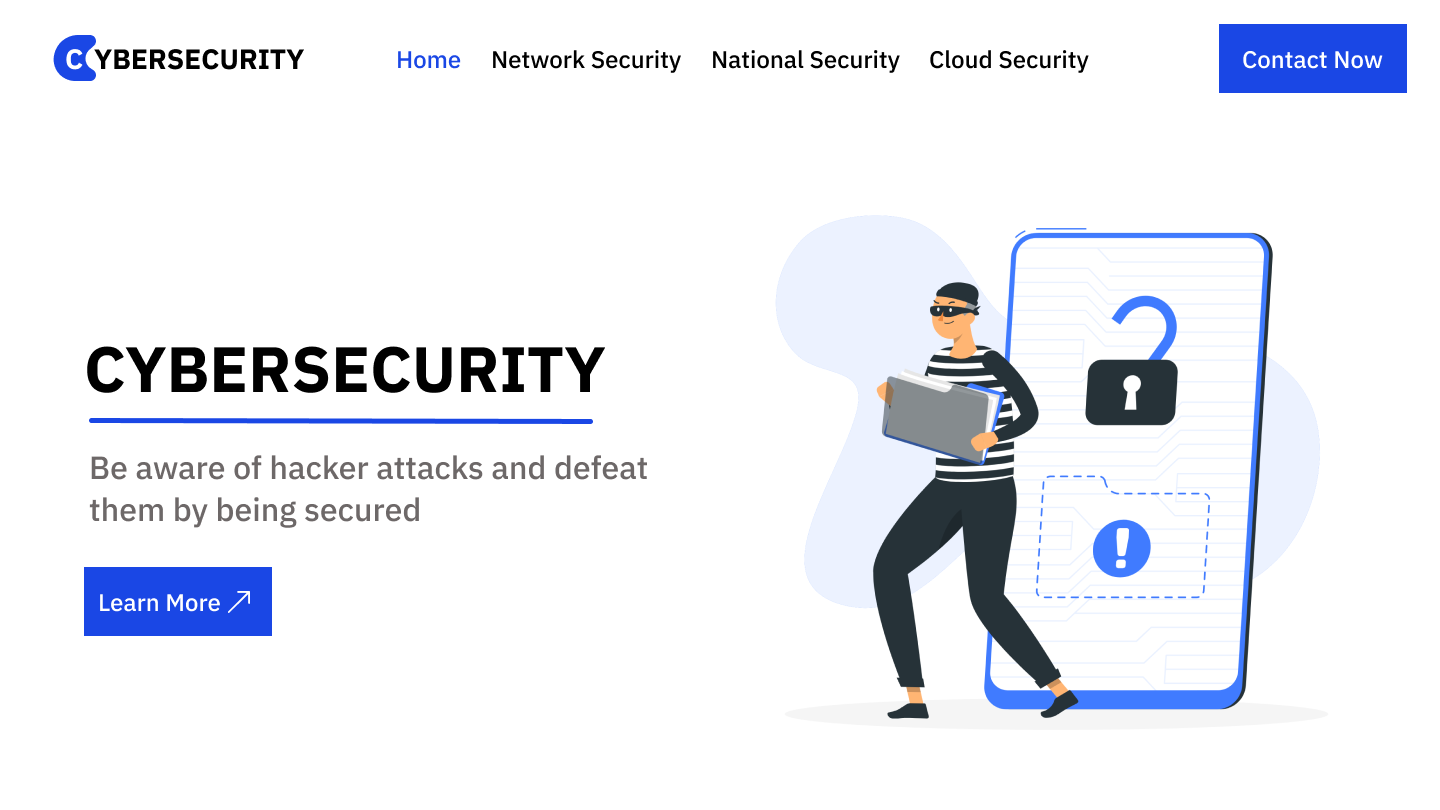 CYBERSECURITY
Home Network Security National Security Cloud Security
Contact Now
CYBERSECURITY
Be aware of hacker attacks and defeat
them by being secured
Learn More